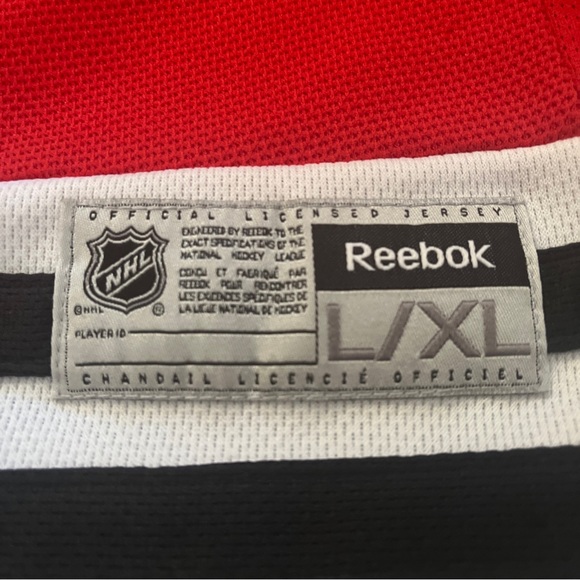 OFFICIAL LICENSED JERSEY
NHL
ENGINEERED BY REEBOK TO THE
EXACT SPECIFICATIONS OF THE
NATIONAL HOCKEY LEAGUE
CONÇU ET FABRIQUÉ PAR
REEBOK POUR RENCONTRER
LES EXIGENCES SPÉCIFIQUES DE
LA LIGUE NATIONAL DE HOCKEY
©NHL
®
PLAYER ID
Reebok
L/XL
CHANDAIL LICENCIÉ OFFICIEL